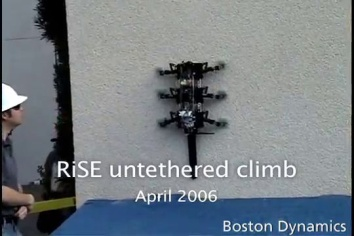 RiSE untethered climb
April 2006
Boston Dynamics